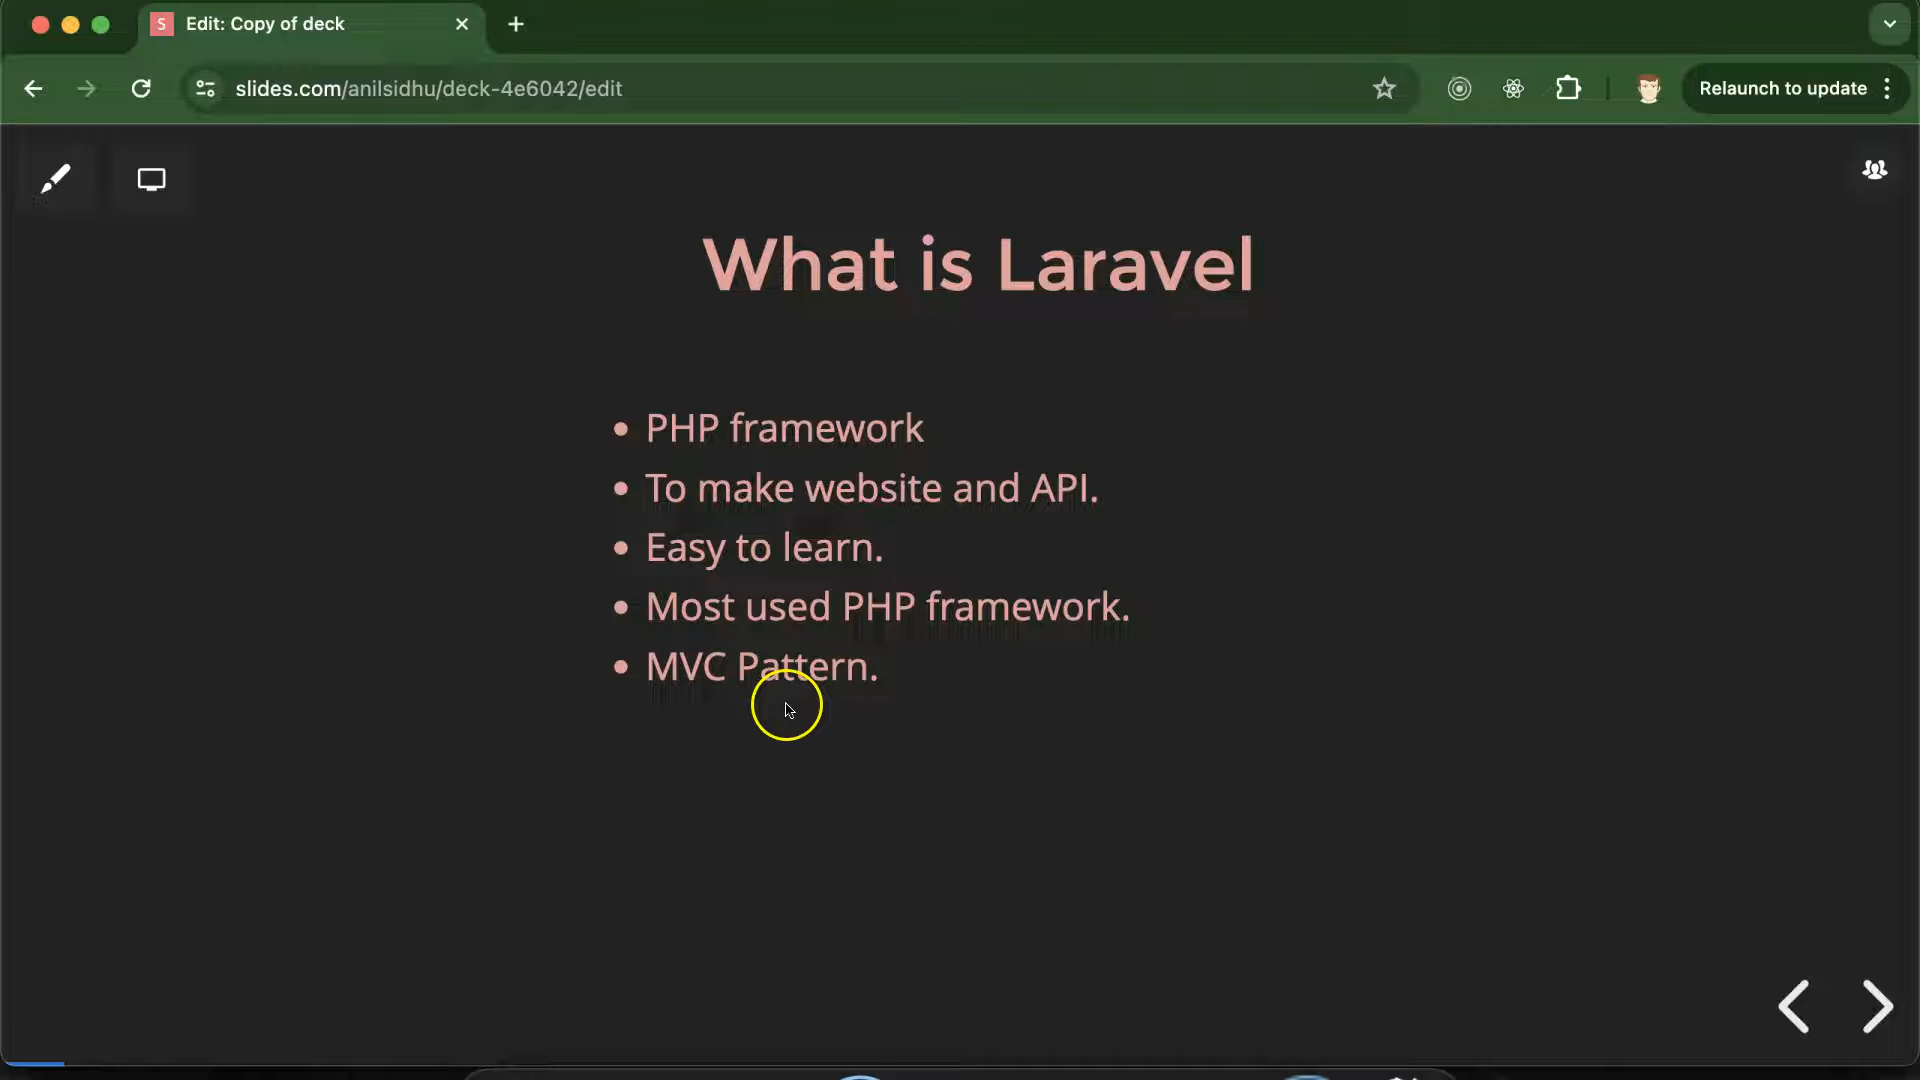 S Edit: Copy of deck
slides.com/anilsidhu/deck-4e6042/edit
Relaunch to update
What is Laravel
• PHP framework
• To make website and API.
• Easy to learn.
• Most used PHP framework.
• MVC Pattern.